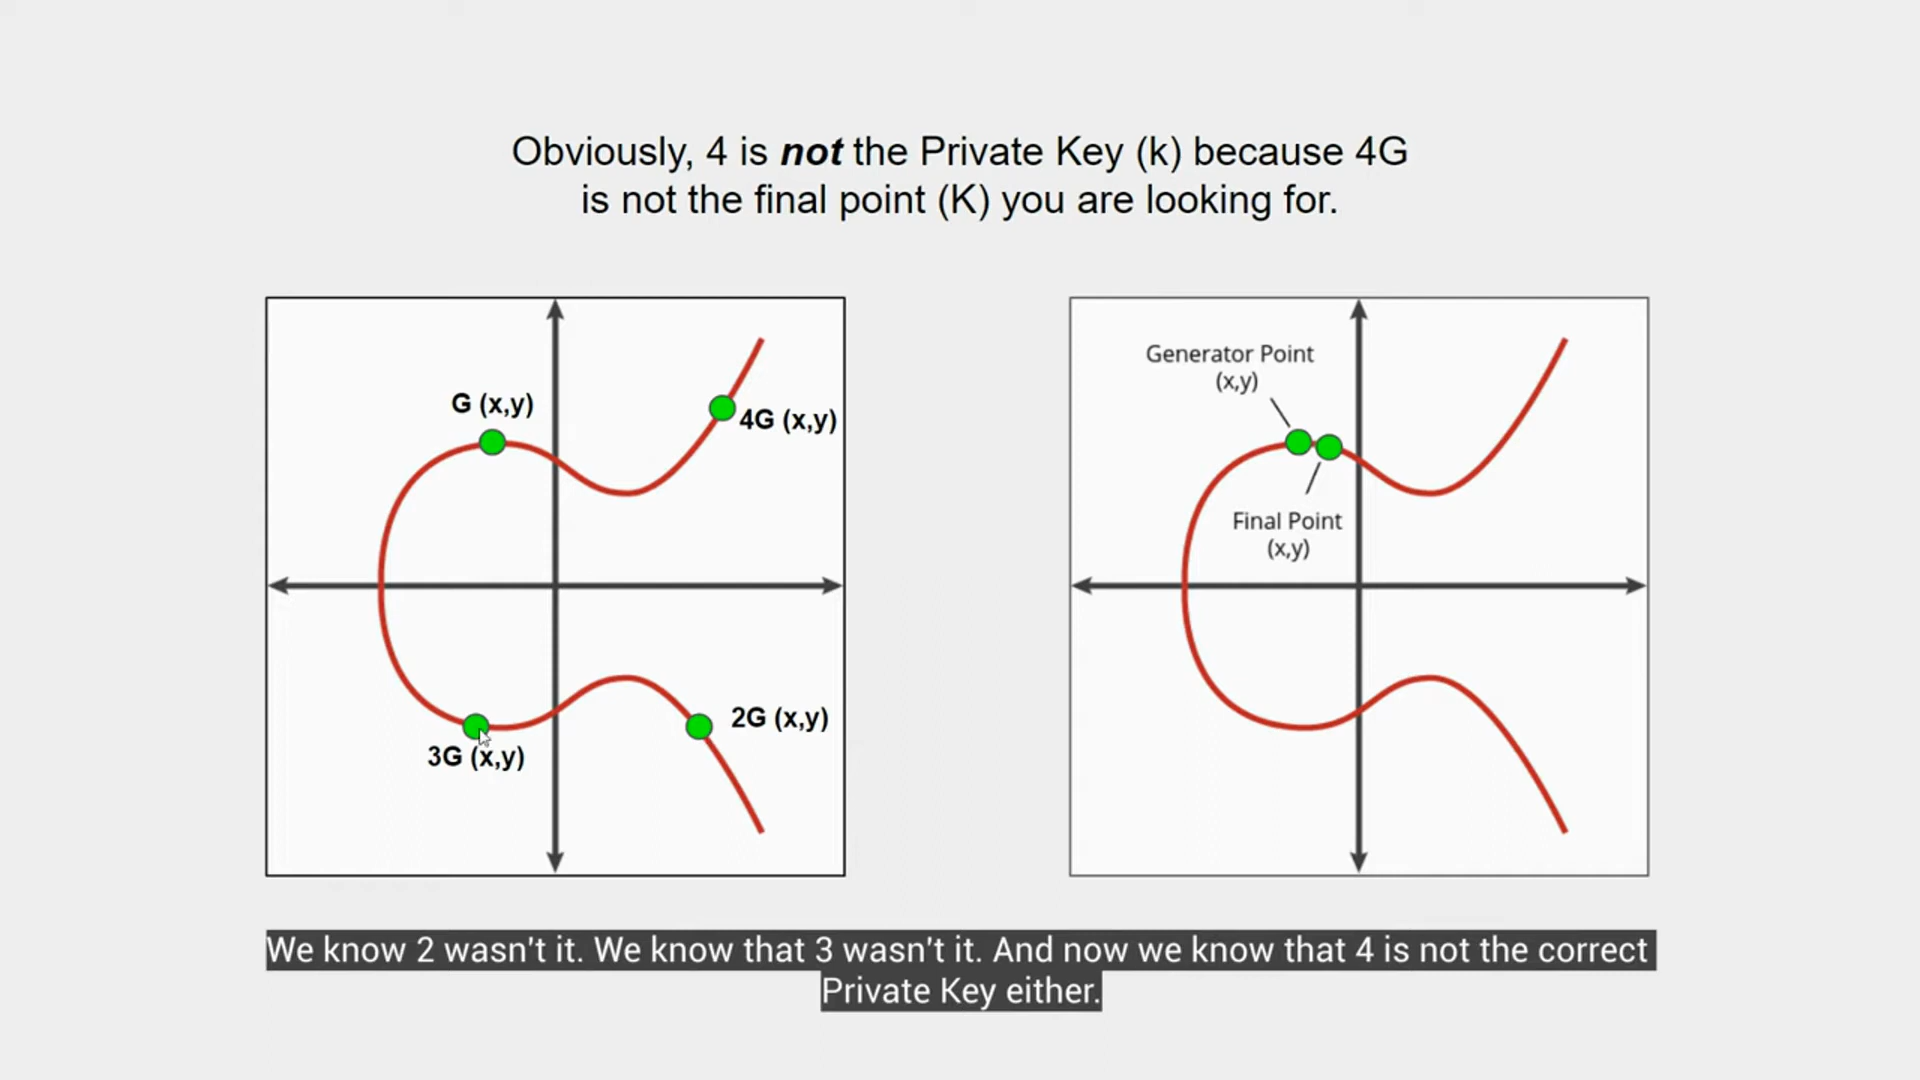 Obviously, 4 is not the Private Key (k) because 4G
is not the final point (K) you are looking for.
G (x,y)
4G (x,y)
3G (x,y)
2G (x,y)
Generator Point
(x,y)
Final Point
(x,y)
We know 2 wasn't it. We know that 3 wasn't it. And now we know that 4 is not the correct
Private Key either.